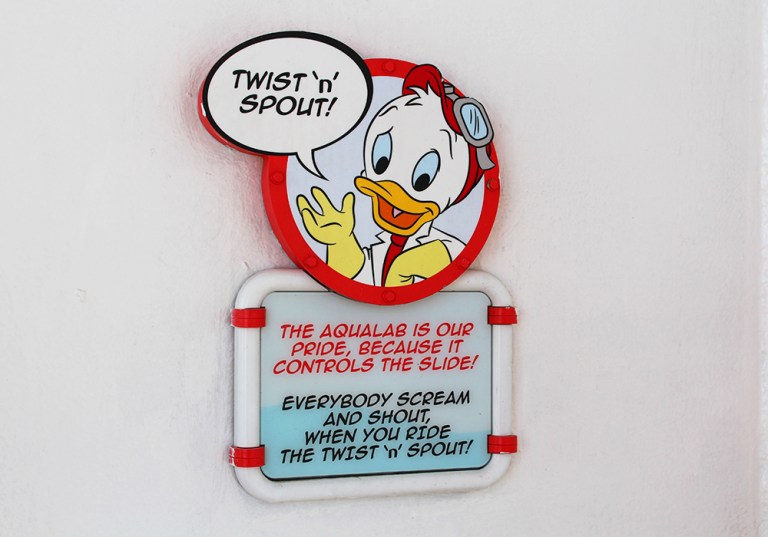 TWIST 'n'
SPOUT!
THE AQUALAB IS OUR
PRIDE, BECAUSE IT
CONTROLS THE SLIDE!
EVERYBODY SCREAM
AND SHOUT,
WHEN YOU RIDE
THE TWIST 'n' SPOUT!